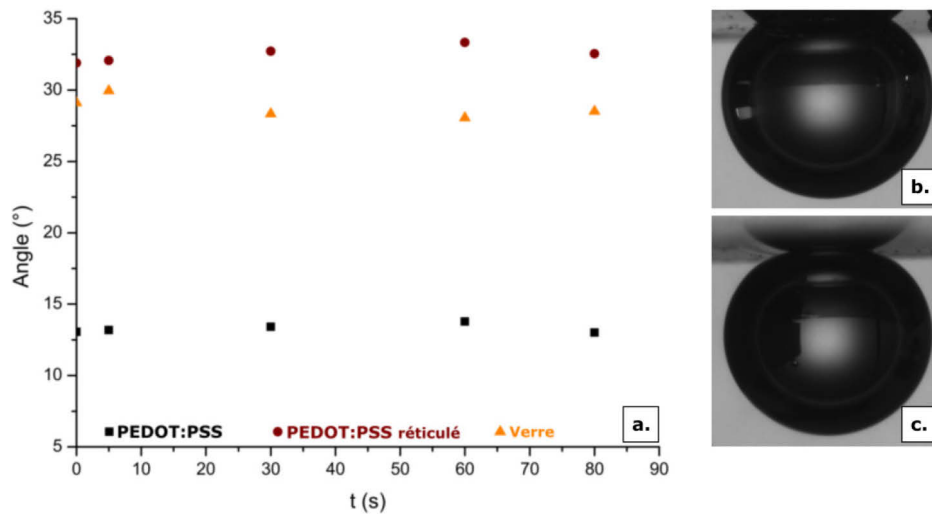 35
30
25
20
15
10
5
Angle (°)
PEDOT:PSS PEDOT:PSS réticulé Verre
a.
0 10 20 30 40 50 60 70 80 90
t (s)
b.
c.